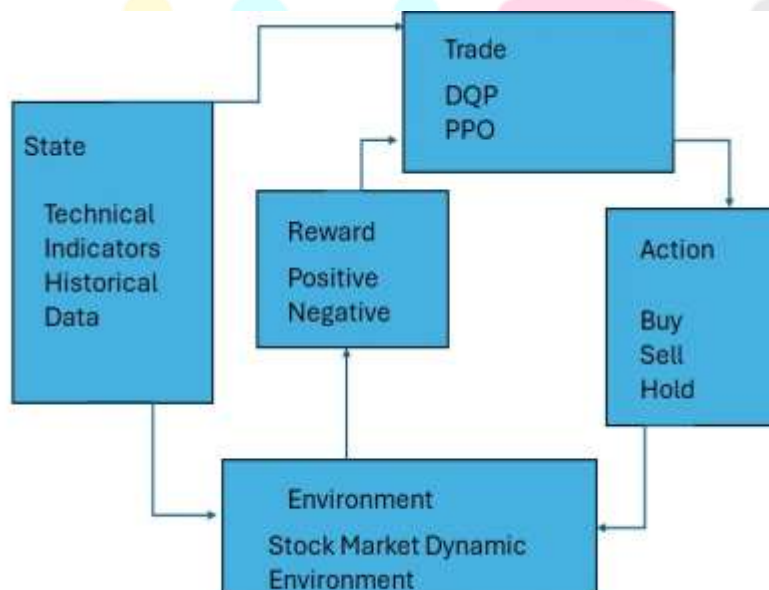 Trade
DQP
PPO
State
Technical
Indicators
Historical
Data
Reward
Positive
Negative
Action
Buy
Sell
Hold
Environment
Stock Market Dynamic
Environment